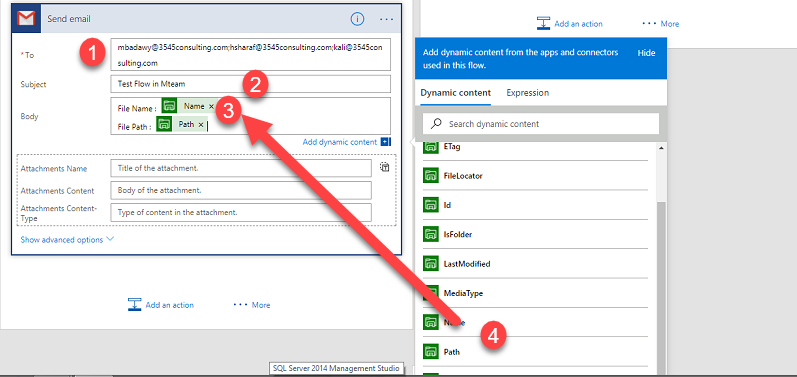 Send email
1
* To
mbadawy@3545consulting.com;hsharaf@3545consulting.com;kali@3545con
sulting.com
Subject
Test Flow in Mteam
2
Body
File Name : Name ×
3
File Path : Path ×
Add dynamic content
Attachments Name
Title of the attachment.
Attachments Content
Body of the attachment.
Attachments Content-
Type
Type of content in the attachment.
Show advanced options
Add an action
••• More
SQL Server 2014 Management Studio
Add an action
••• More
Add dynamic content from the apps and connectors
used in this flow.
Hide
Dynamic content
Expression
Search dynamic content
ETag
FileLocator
Id
IsFolder
LastModified
MediaType
Name
4
Path